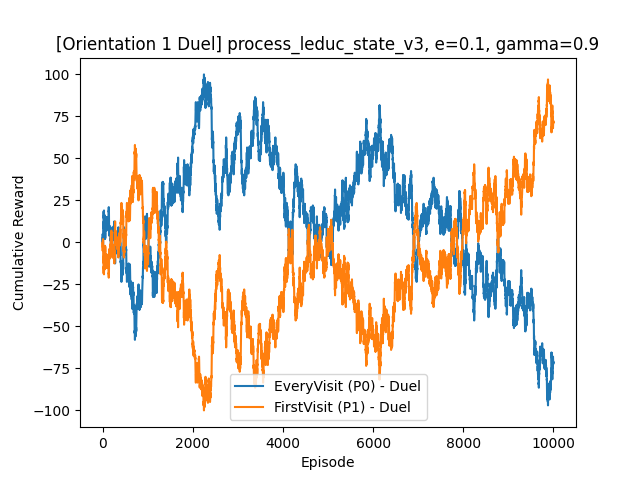 [Orientation 1 Duel] process_leduc_state_v3, e=0.1, gamma=0.9
Cumulative Reward
100
75
50
25
0
−25
−50
−75
−100
EveryVisit (P0) - Duel
FirstVisit (P1) - Duel
0 2000 4000 6000 8000 10000
Episode